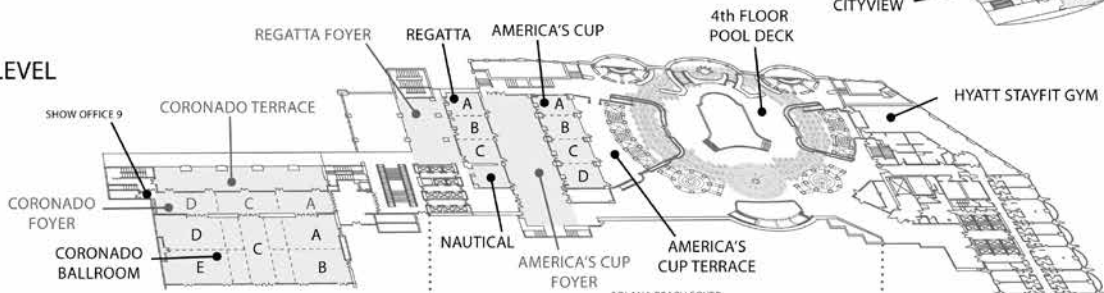 CITYVIEW
4th FLOOR
POOL DECK
AMERICA'S CUP
REGATTA
REGATTA FOYER
LEVEL
HYATT STAYFIT GYM
SHOW OFFICE 9
CORONADO TERRACE
A
B
C
A
B
C
D
CORONADO
FOYER
D
C
A
D
C
A
E
B
CORONADO
BALLROOM
NAUTICAL
AMERICA'S CUP
FOYER
AMERICA'S
CUP TERRACE